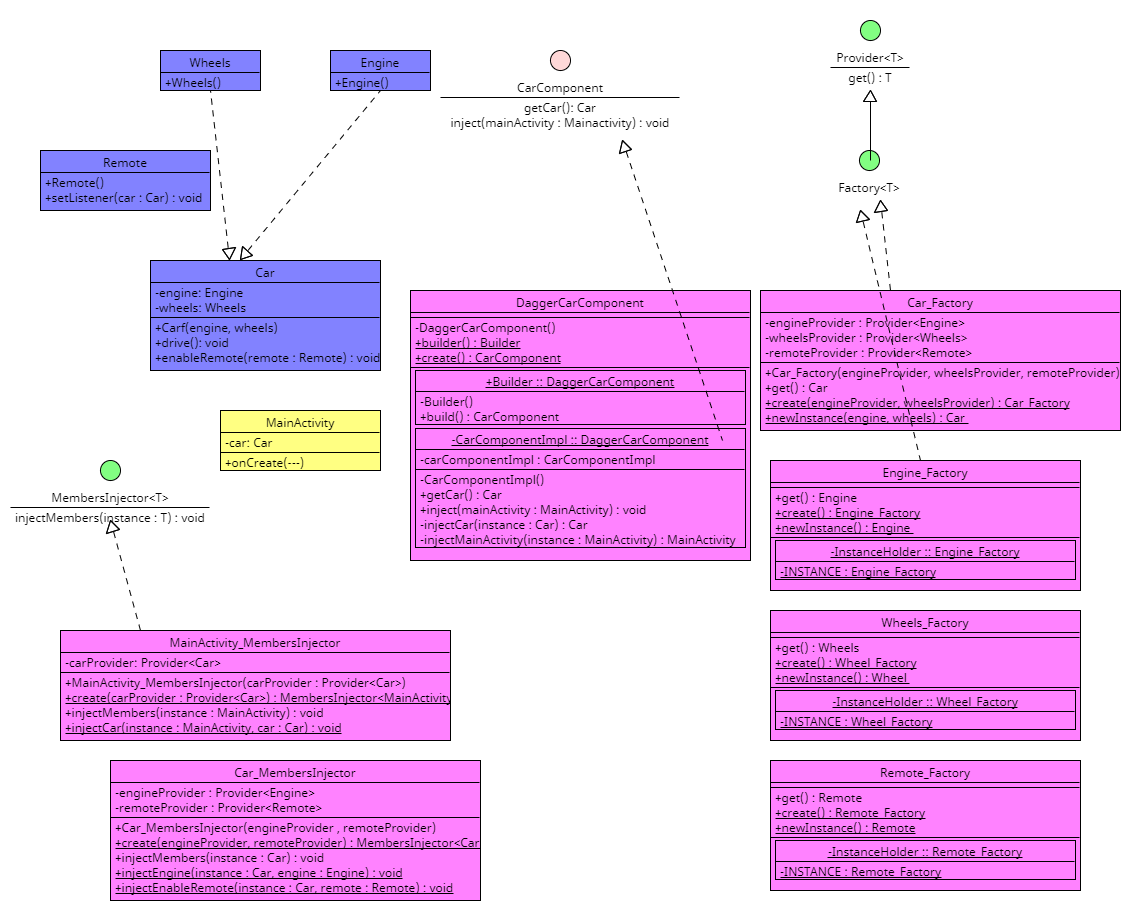 Wheels
+Wheels()
Engine
+Engine()
CarComponent
getCar(): Car
inject(mainActivity : Mainactivity) : void
Provider<T>
get() : T
Factory<T>
Remote
+Remote()
+setListener(car : Car) : void
Car
-engine: Engine
-wheels: Wheels
+Carf(engine, wheels)
+drive(): void
+enableRemote(remote : Remote) : void
MainActivity
-car: Car
+onCreate(---)
DaggerCarComponent
-DaggerCarComponent()
+builder() : Builder
+create() : CarComponent
+Builder :: DaggerCarComponent
-Builder()
+build() : CarComponent
-CarComponentImpl :: DaggerCarComponent
-carComponentImpl : CarComponentImpl
-CarComponentImpl()
+getCar() : Car
+inject(mainActivity : MainActivity) : void
-injectCar(instance : Car) : Car
-injectMainActivity(instance : MainActivity) : MainActivity
Car_Factory
-engineProvider : Provider<Engine>
-wheelsProvider : Provider<Wheels>
-remoteProvider : Provider<Remote>
+Car_Factory(engineProvider, wheelsProvider, remoteProvider)
+get() : Car
+create(engineProvider, wheelsProvider) : Car_Factory
+newInstance(engine, wheels) : Car
Engine_Factory
+get() : Engine
+create() : Engine_Factory
+newInstance() : Engine
-InstanceHolder :: Engine_Factory
-INSTANCE : Engine_Factory
Wheels_Factory
+get() : Wheels
+create() : Wheel_Factory
+newInstance() : Wheel
-InstanceHolder :: Wheel_Factory
-INSTANCE : Wheel_Factory
Remote_Factory
+get() : Remote
+create() : Remote_Factory
+newInstance() : Remote
-InstanceHolder :: Remote_Factory
-INSTANCE : Remote_Factory
MembersInjector<T>
injectMembers(instance : T) : void
MainActivity_MembersInjector
-carProvider: Provider<Car>
+MainActivity_MembersInjector(carProvider : Provider<Car>)
+create(carProvider : Provider<Car>) : MembersInjector<MainActivity
+injectMembers(instance : MainActivity) : void
+injectCar(instance : MainActivity, car : Car) : void
Car_MembersInjector
-engineProvider : Provider<Engine>
-remoteProvider : Provider<Remote>
+Car_MembersInjector(engineProvider , remoteProvider)
+create(engineProvider, remoteProvider) : MembersInjector<Car
+injectMembers(instance : Car) : void
+injectEngine(instance : Car, engine : Engine) : void
+injectEnableRemote(instance : Car, remote : Remote) : void